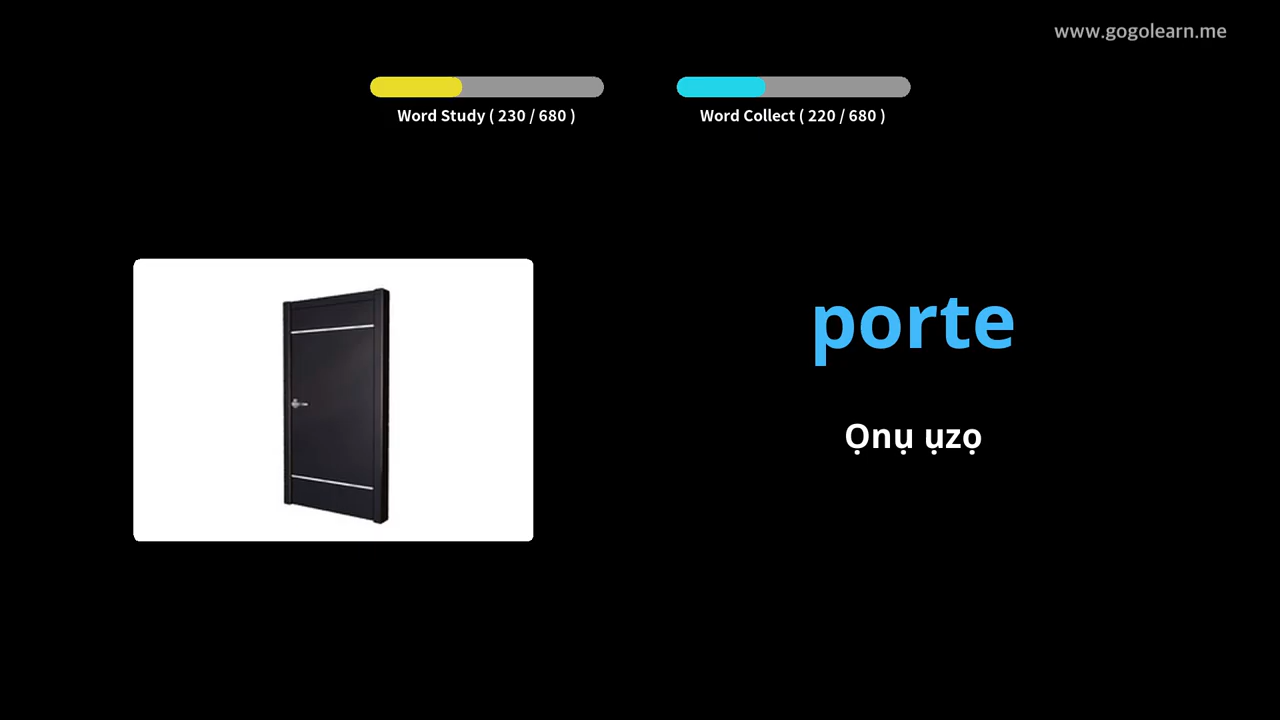 www.gogolearn.me
Word Study ( 230 / 680 )
Word Collect ( 220 / 680 )
porte
Ọnụ ụzọ